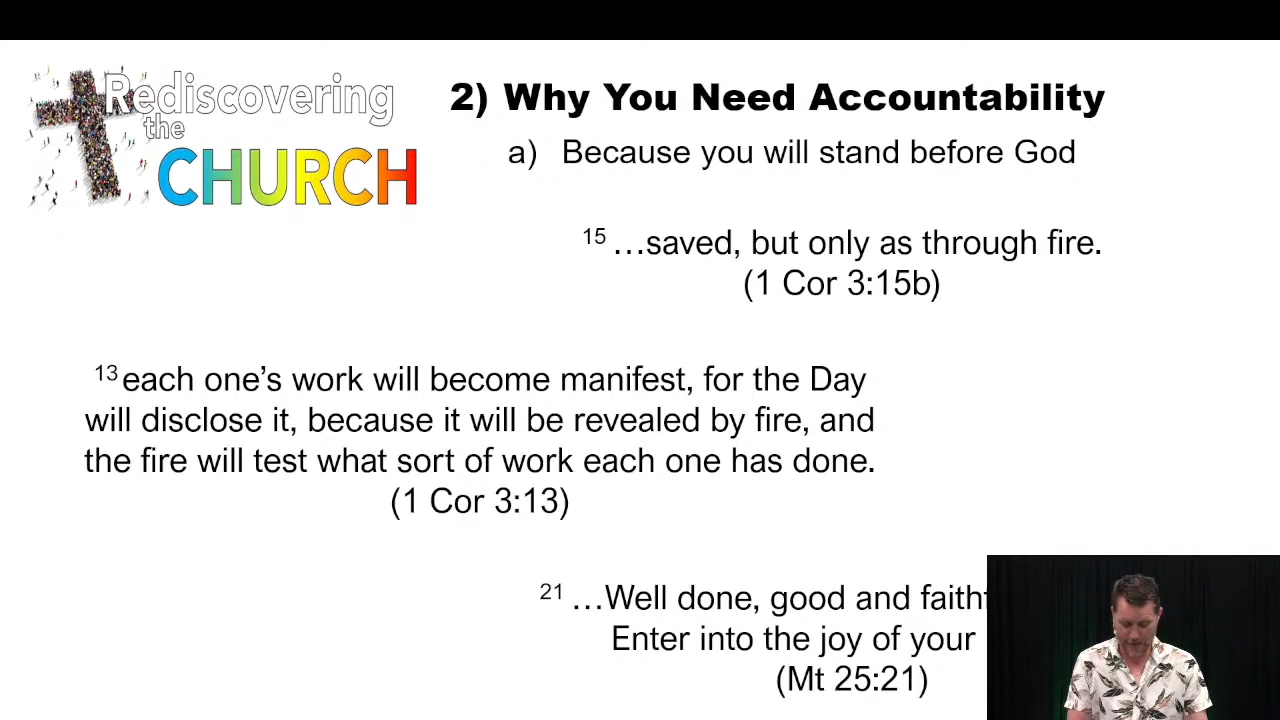 Rediscovering
the
CHURCH
2) Why You Need Accountability
a) Because you will stand before God
15 …saved, but only as through fire.
(1 Cor 3:15b)
13 each one’s work will become manifest, for the Day
will disclose it, because it will be revealed by fire, and
the fire will test what sort of work each one has done.
(1 Cor 3:13)
21 …Well done, good and
Enter into the joy of your
(Mt 25:21)